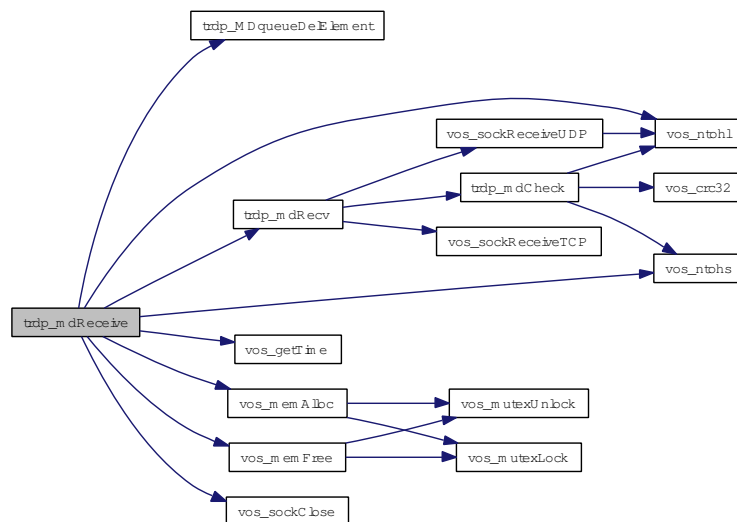 trdp_MDqueueDelElement
vos_sockReceiveUDP
vos_ntohl
trdp_mdCheck
vos_crc32
trdp_mdRecv
vos_sockReceiveTCP
vos_ntohs
trdp_mdReceive
vos_getTime
vos_memAlloc
vos_mutexUnlock
vos_memFree
vos_mutexLock
vos_sockClose